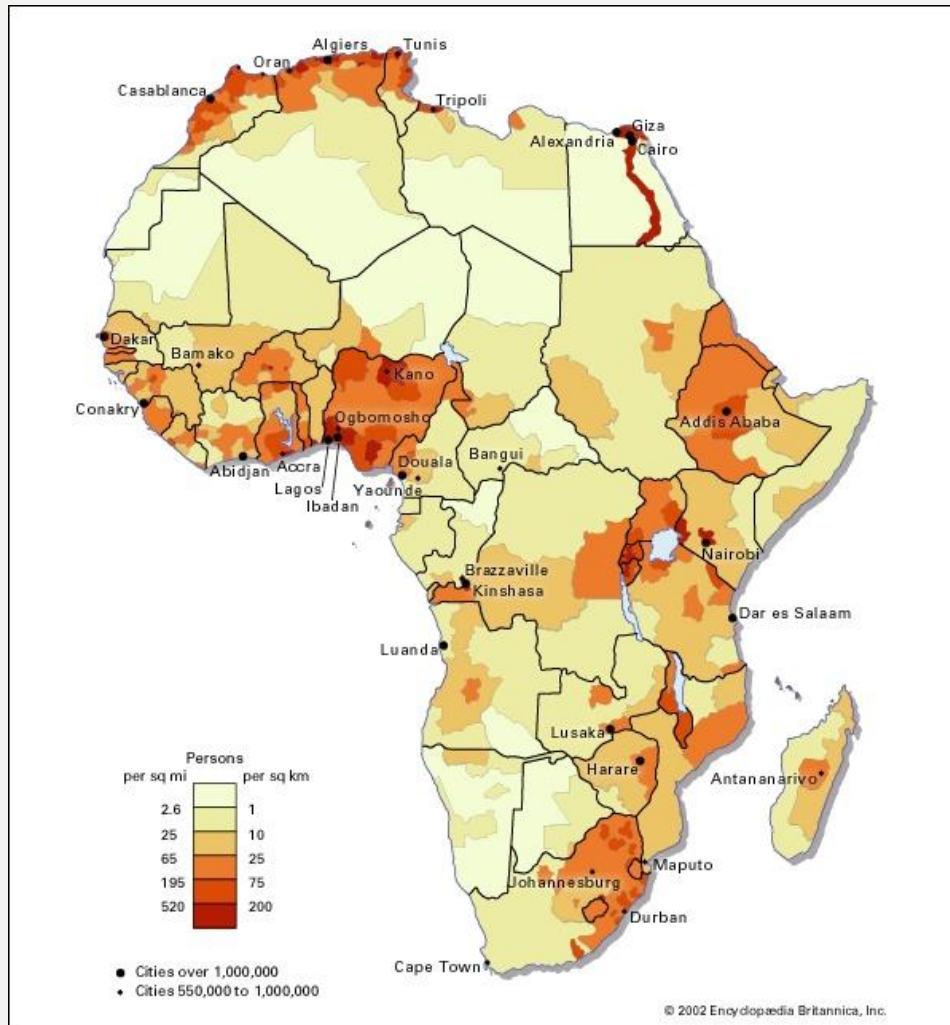 Algiers
Tunis
Oran
Casablanca
Tripoli
Giza
Alexandria
Cairo
Dakar
Bamako
Kano
Conakry
Ogbomosho
Addis Ababa
Abidjan
Accra
Lagos
Ibadan
Douala
Yaounde
Bangui
Nairobi
Brazzaville
Kinshasa
Dar es Salaam
Luanda
Lusaka
Harare
Antananarivo
Maputo
Johannesburg
Durban
Cape Town
Persons
per sq mi per sq km
2.6 1
25 10
65 25
195 75
520 200
Cities over 1,000,000
Cities 550,000 to 1,000,000
© 2002 Encyclopædia Britannica, Inc.